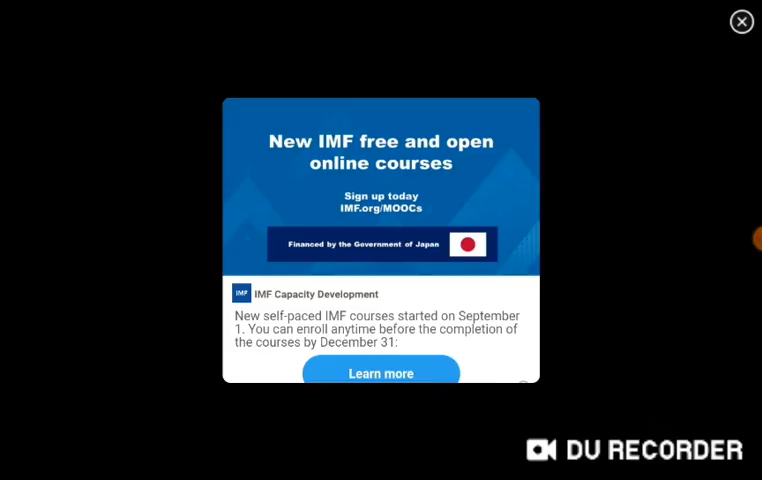 New IMF free and open
online courses
Sign up today
IMF.org/MOOCs
Financed by the Government of Japan
IMF IMF Capacity Development
New self-paced IMF courses started on September
1. You can enroll anytime before the completion of
the courses by December 31:
Learn more
DU RECORDER